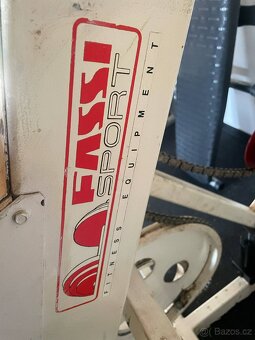 FASSI
SPORT
FITNESS EQUIPMENT
© Bazos.cz